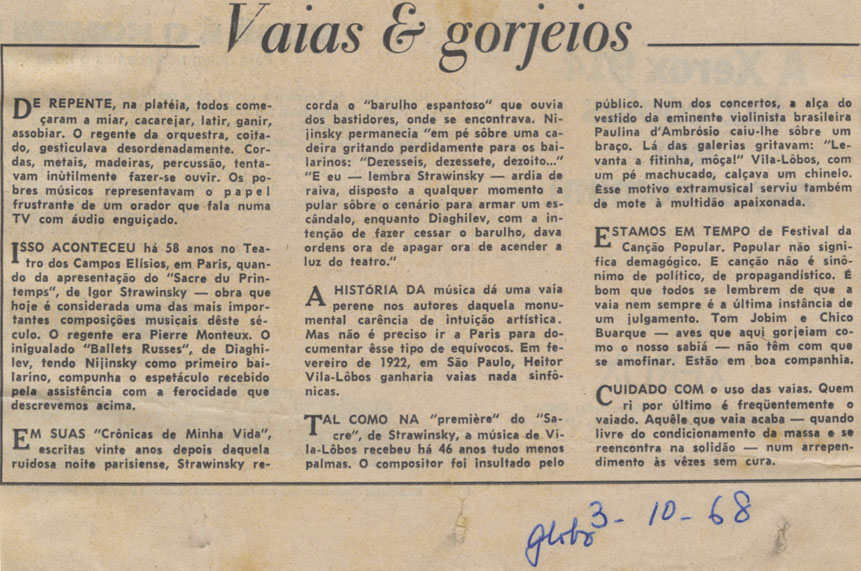 Vaias & gorjeios
DE REPENTE, na platéia, todos come-
çaram a miar, cacarejar, latir, ganir,
assobiar. O regente da orquestra, coita-
do, gesticulava desordenadamente. Cor-
das, metais, madeiras, percussão, tenta-
vam inùtilmente fazer-se ouvir. Os po-
bres músicos representavam o papel
frustrante de um orador que fala numa
TV com áudio enguiçado.
ISSO ACONTECEU há 58 anos no Tea-
tro dos Campos Elísios, em Paris, quan-
do da apresentação do "Sacre du Prin-
temps", de Igor Strawinsky — obra que
hoje é considerada uma das mais impor-
tantes composições musicais dêste sé-
culo. O regente era Pierre Monteux. O
inigualado "Ballets Russes", de Diaghi-
lev, tendo Nijinsky como primeiro bai-
larino, compunha o espetáculo recebido
pela assistência com a ferocidade que
descrevemos acima.
EM SUAS "Crônicas de Minha Vida",
escritas vinte anos depois daquela
ruidosa noite parisiense, Strawinsky re-
corda o "barulho espantoso" que ouvia
dos bastidores, onde se encontrava. Ni-
jinsky permanecia "em pé sôbre uma ca-
deira gritando perdidamente para os bai-
larinos: "Dezesseis, dezessete, dezoito..."
"E eu — lembra Strawinsky — ardia de
raiva, disposto a qualquer momento a
pular sôbre o cenário para armar um es-
cândalo, enquanto Diaghilev, com a in-
tenção de fazer cessar o barulho, dava
ordens ora de apagar ora de acender a
luz do teatro."
A HISTÓRIA DA música dá uma vaia
perene nos autores daquela monu-
mental carência de intuição artística.
Mas não é preciso ir a Paris para do-
cumentar êsse tipo de equívocos. Em fe-
vereiro de 1922, em São Paulo, Heitor
Vila-Lôbos ganharia vaias nada sinfô-
nicas.
TAL COMO NA "première" do "Sa-
cre", de Strawinsky, a música de Vi-
la-Lôbos recebeu há 46 anos tudo menos
palmas. O compositor foi insultado pelo
público. Num dos concertos, a alça do
vestido da eminente violinista brasileira
Paulina d'Ambrósio caiu-lhe sôbre um
braço. Lá das galerias gritavam: "Le-
vanta a fitinha, môça!" Vila-Lôbos, com
um pé machucado, calçava um chinelo.
Êsse motivo extramusical serviu também
de mote à multidão apaixonada.
ESTAMOS EM TEMPO de Festival da
Canção Popular. Popular não signi-
fica demagógico. E canção não é sinô-
nimo de político, de propagandístico. É
bom que todos se lembrem de que a
vaia nem sempre é a última instância de
um julgamento. Tom Jobim e Chico
Buarque — aves que aqui gorjeiam co-
mo o nosso sabiá — não têm com que
se amofinar. Estão em boa companhia.
CUIDADO COM o uso das vaias. Quem
ri por último é freqüentemente o
vaiado. Aquêle que vaia acaba — quando
livre do condicionamento da massa e se
reencontra na solidão — num arrepen-
dimento às vêzes sem cura.
Globo 3-10-68